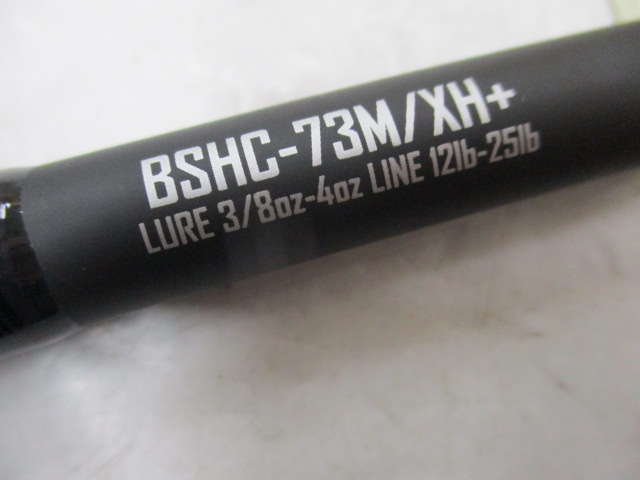 BSHC-73M/XH+
LURE 3/8oz-4oz LINE 12lb-25lb